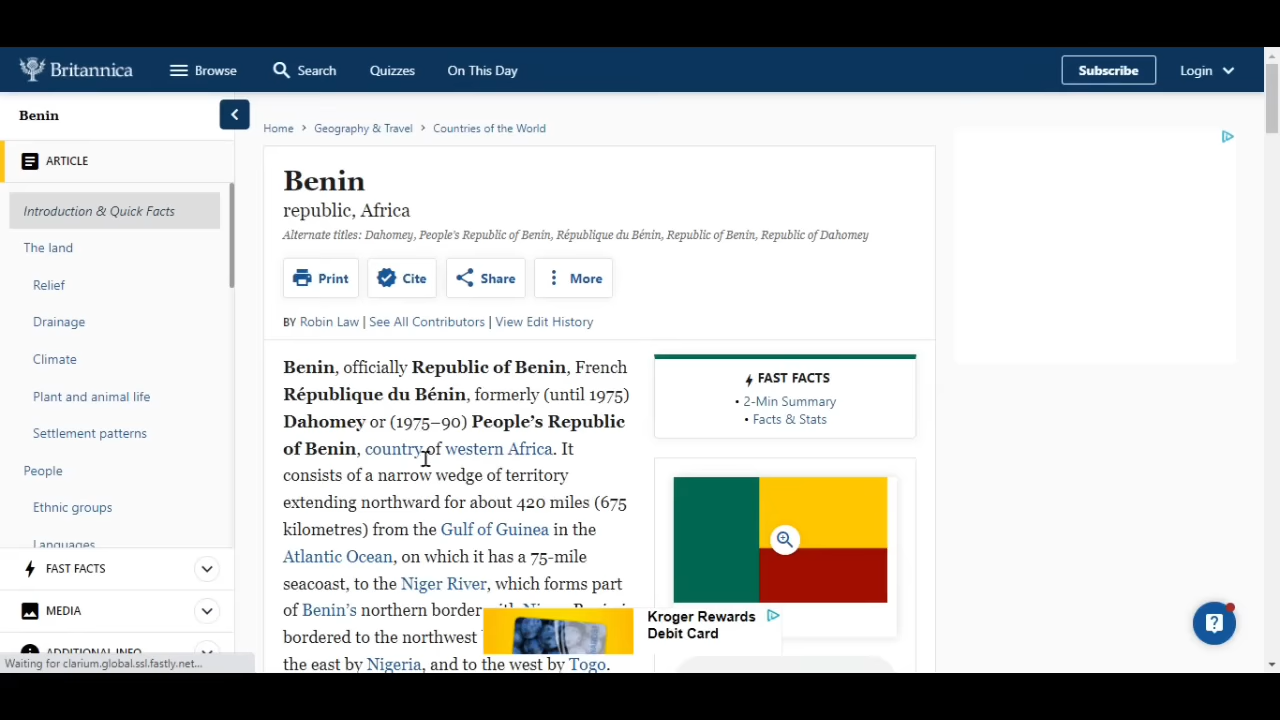 Britannica
Browse
Search
Quizzes
On This Day
Subscribe
Login
Benin
ARTICLE
Introduction & Quick Facts
The land
Relief
Drainage
Climate
Plant and animal life
Settlement patterns
People
Ethnic groups
Languages
FAST FACTS
MEDIA
ADDITIONAL INFO
Waiting for clarium.global.ssl.fastly.net...
Home > Geography & Travel > Countries of the World
Benin
republic, Africa
Alternate titles: Dahomey, People's Republic of Benin, République du Bénin, Republic of Benin, Republic of Dahomey
Print
Cite
Share
More
BY Robin Law | See All Contributors | View Edit History
Benin, officially Republic of Benin, French
République du Bénin, formerly (until 1975)
Dahomey or (1975–90) People's Republic
of Benin, country of western Africa. It
consists of a narrow wedge of territory
extending northward for about 420 miles (675
kilometres) from the Gulf of Guinea in the
Atlantic Ocean, on which it has a 75-mile
seacoast, to the Niger River, which forms part
of Benin's northern border
bordered to the northwest
the east by Nigeria, and to the west by Togo.
FAST FACTS
• 2-Min Summary
• Facts & Stats
Kroger Rewards
Debit Card